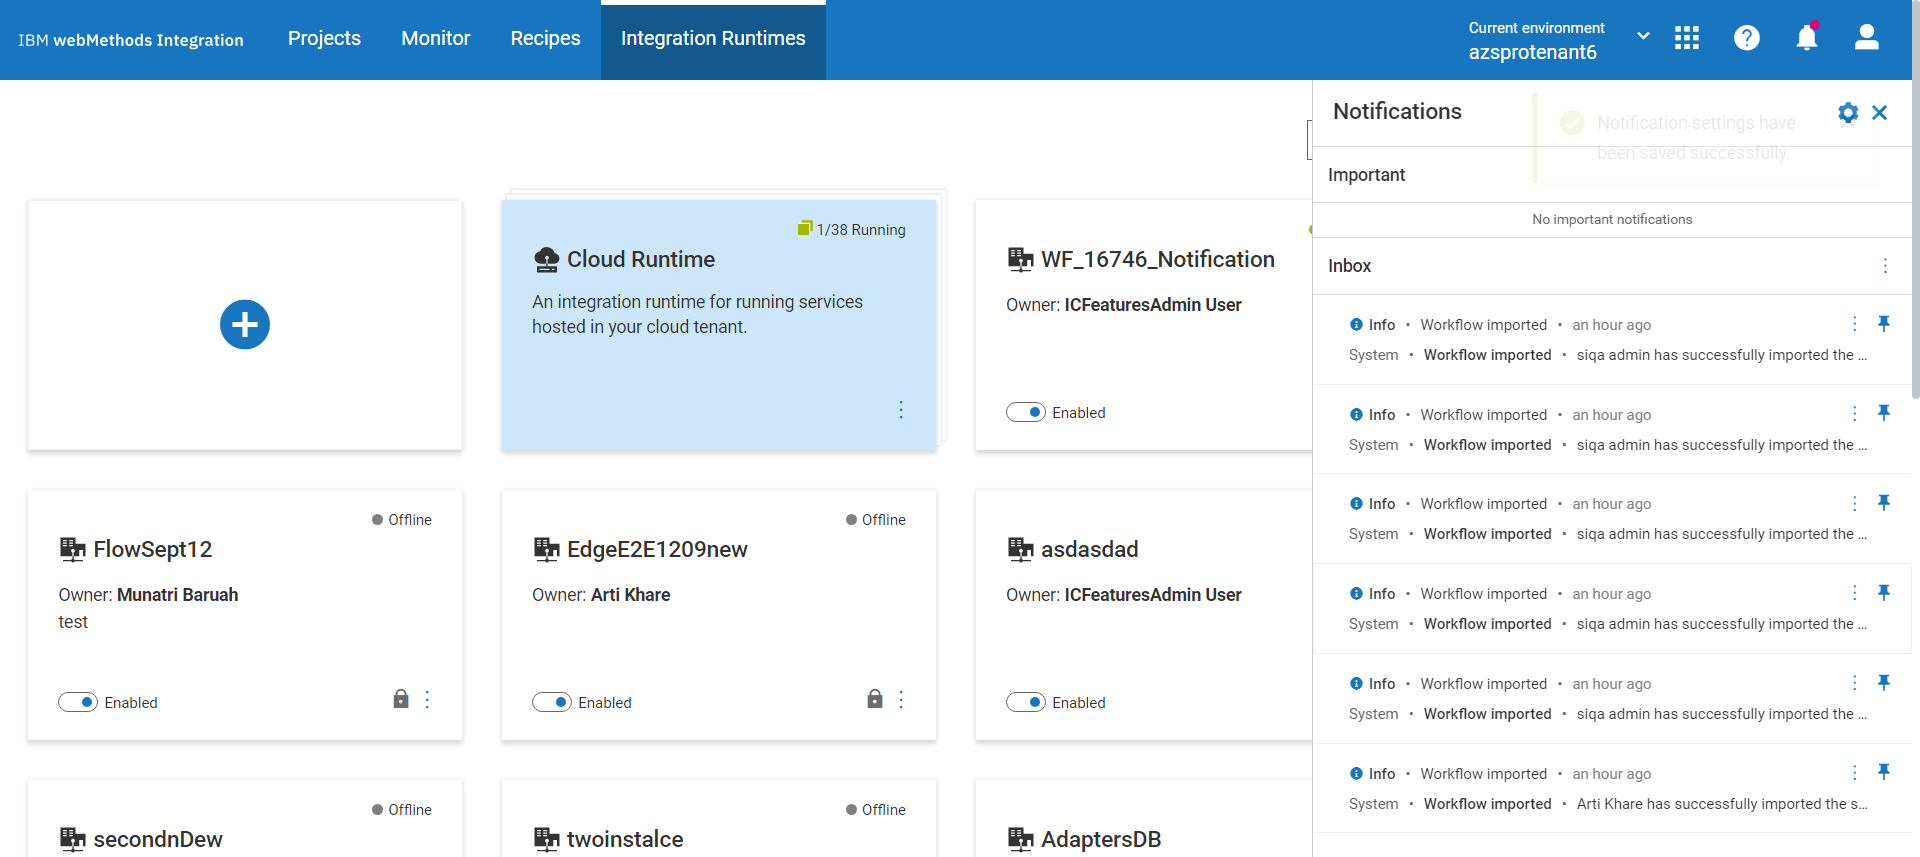 IBM webMethods Integration
Projects
Monitor
Recipes
Integration Runtimes
Current environment
azsprotenant6
Notifications
Notification settings have
been saved successfully.
Important
No important notifications
Inbox
Info • Workflow imported • an hour ago
System • Workflow imported • siqa admin has successfully imported the ...
Info • Workflow imported • an hour ago
System • Workflow imported • siqa admin has successfully imported the ...
Info • Workflow imported • an hour ago
System • Workflow imported • siqa admin has successfully imported the ...
Info • Workflow imported • an hour ago
System • Workflow imported • siqa admin has successfully imported the ...
Info • Workflow imported • an hour ago
System • Workflow imported • siqa admin has successfully imported the ...
Info • Workflow imported • an hour ago
System • Workflow imported • Arti Khare has successfully imported the s...
1/38 Running
Cloud Runtime
An integration runtime for running services
hosted in your cloud tenant.
WF_16746_Notification
Owner: ICFeaturesAdmin User
Enabled
Offline
FlowSept12
Owner: Munatri Baruah
test
Enabled
Offline
EdgeE2E1209new
Owner: Arti Khare
Enabled
asdasdad
Owner: ICFeaturesAdmin User
Enabled
Offline
secondnDew
Offline
twoinstalce
AdaptersDB